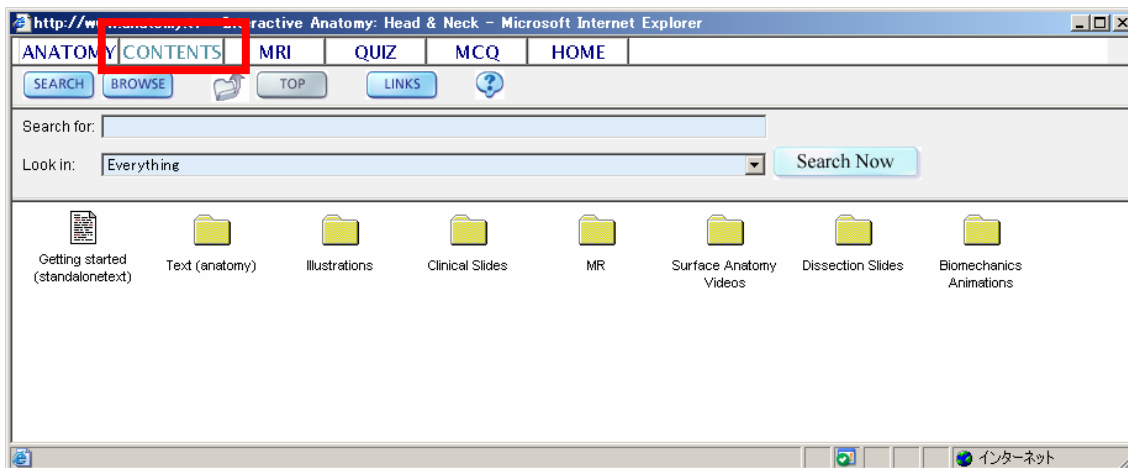 Interactive Anatomy: Head & Neck - Microsoft Internet Explorer
ANATOMY CONTENTS MRI QUIZ MCQ HOME
SEARCH BROWSE TOP LINKS ?
Search for:
Look in: Everything Search Now
Getting started (standalonetext)
Text (anatomy)
Illustrations
Clinical Slides
MR
Surface Anatomy Videos
Dissection Slides
Biomechanics Animations
インターネット